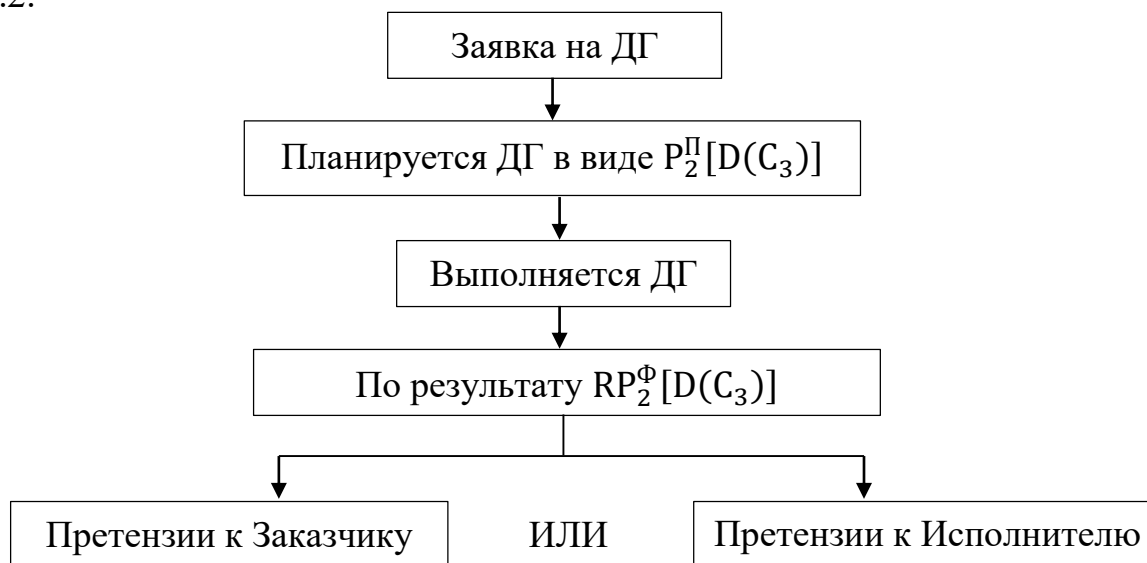 .2.
Заявка на ДГ
Планируется ДГ в виде P₂ᴾ[D(C₃)]
Выполняется ДГ
По результату RP₂^Ф[D(C₃)]
Претензии к Заказчику ИЛИ Претензии к Исполнителю